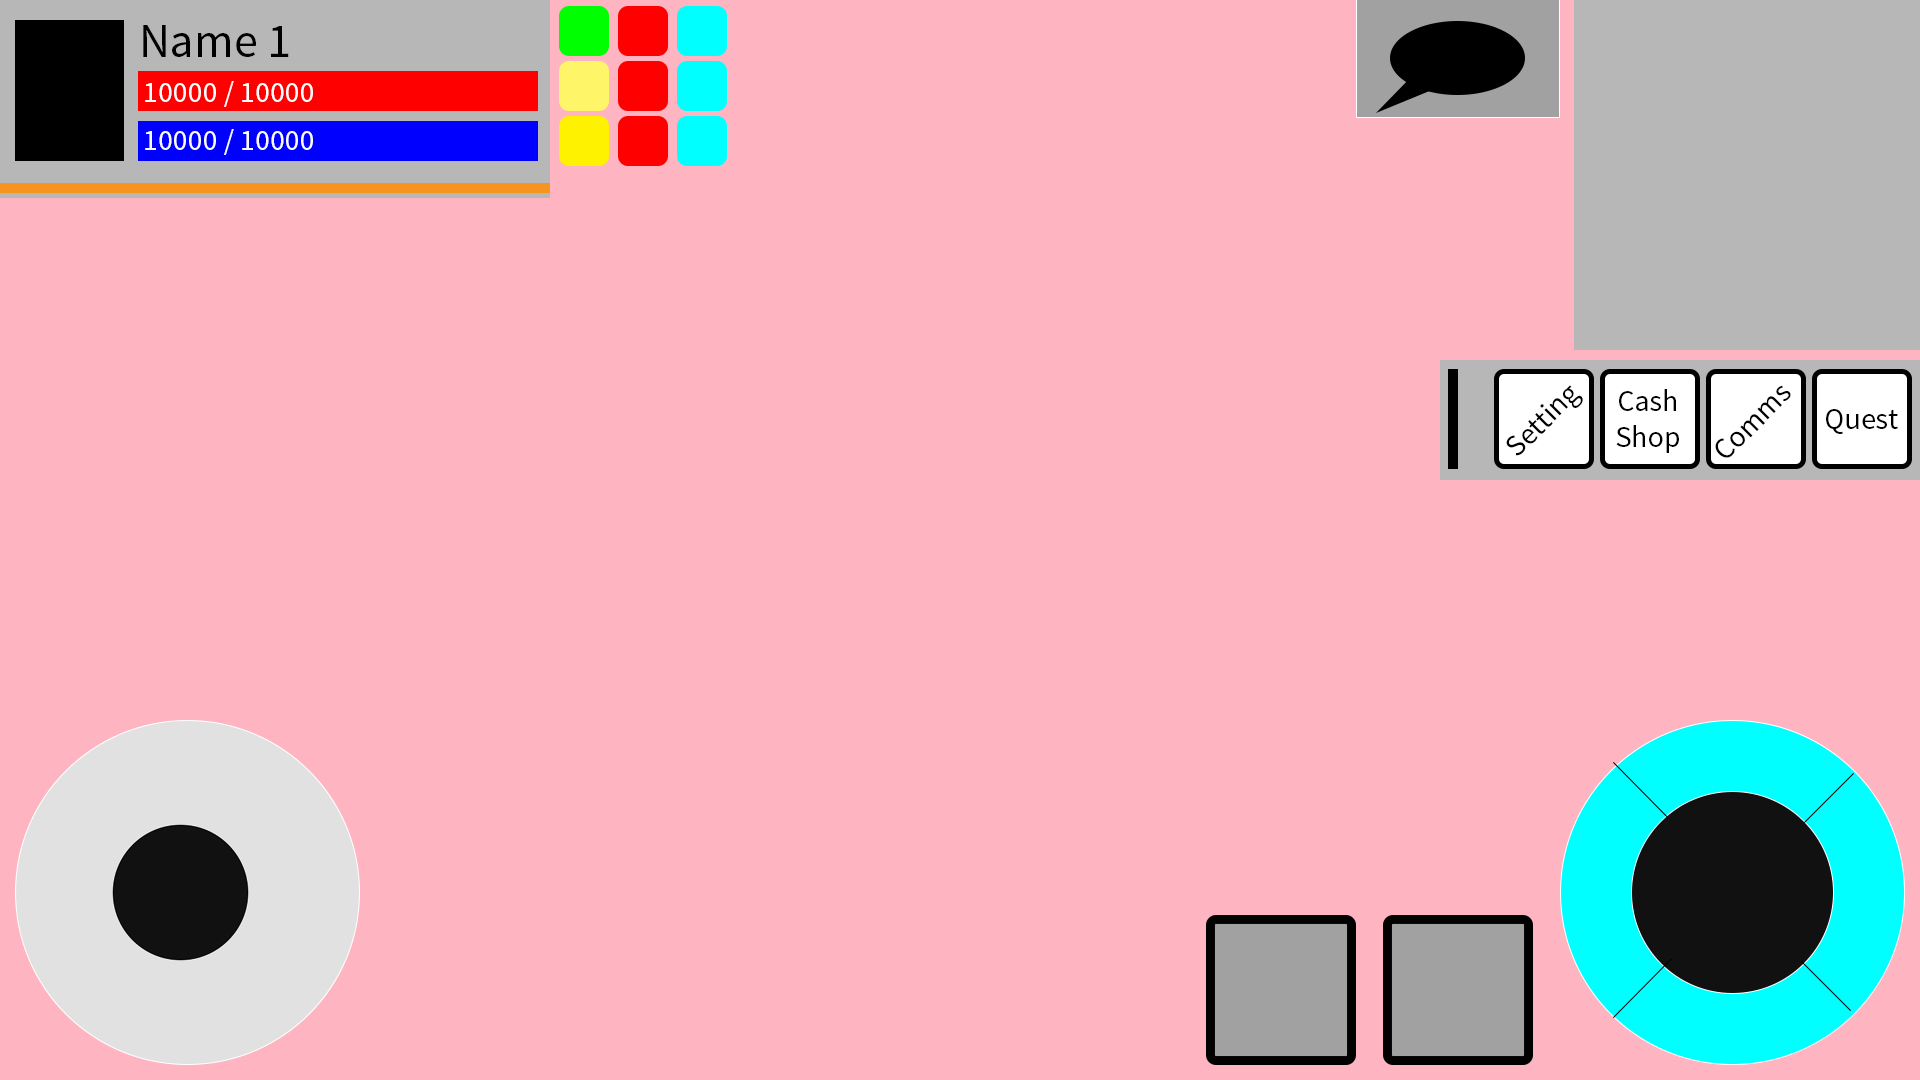 Name 1
10000 / 10000
10000 / 10000
Setting
Cash
Shop
Comms
Quest